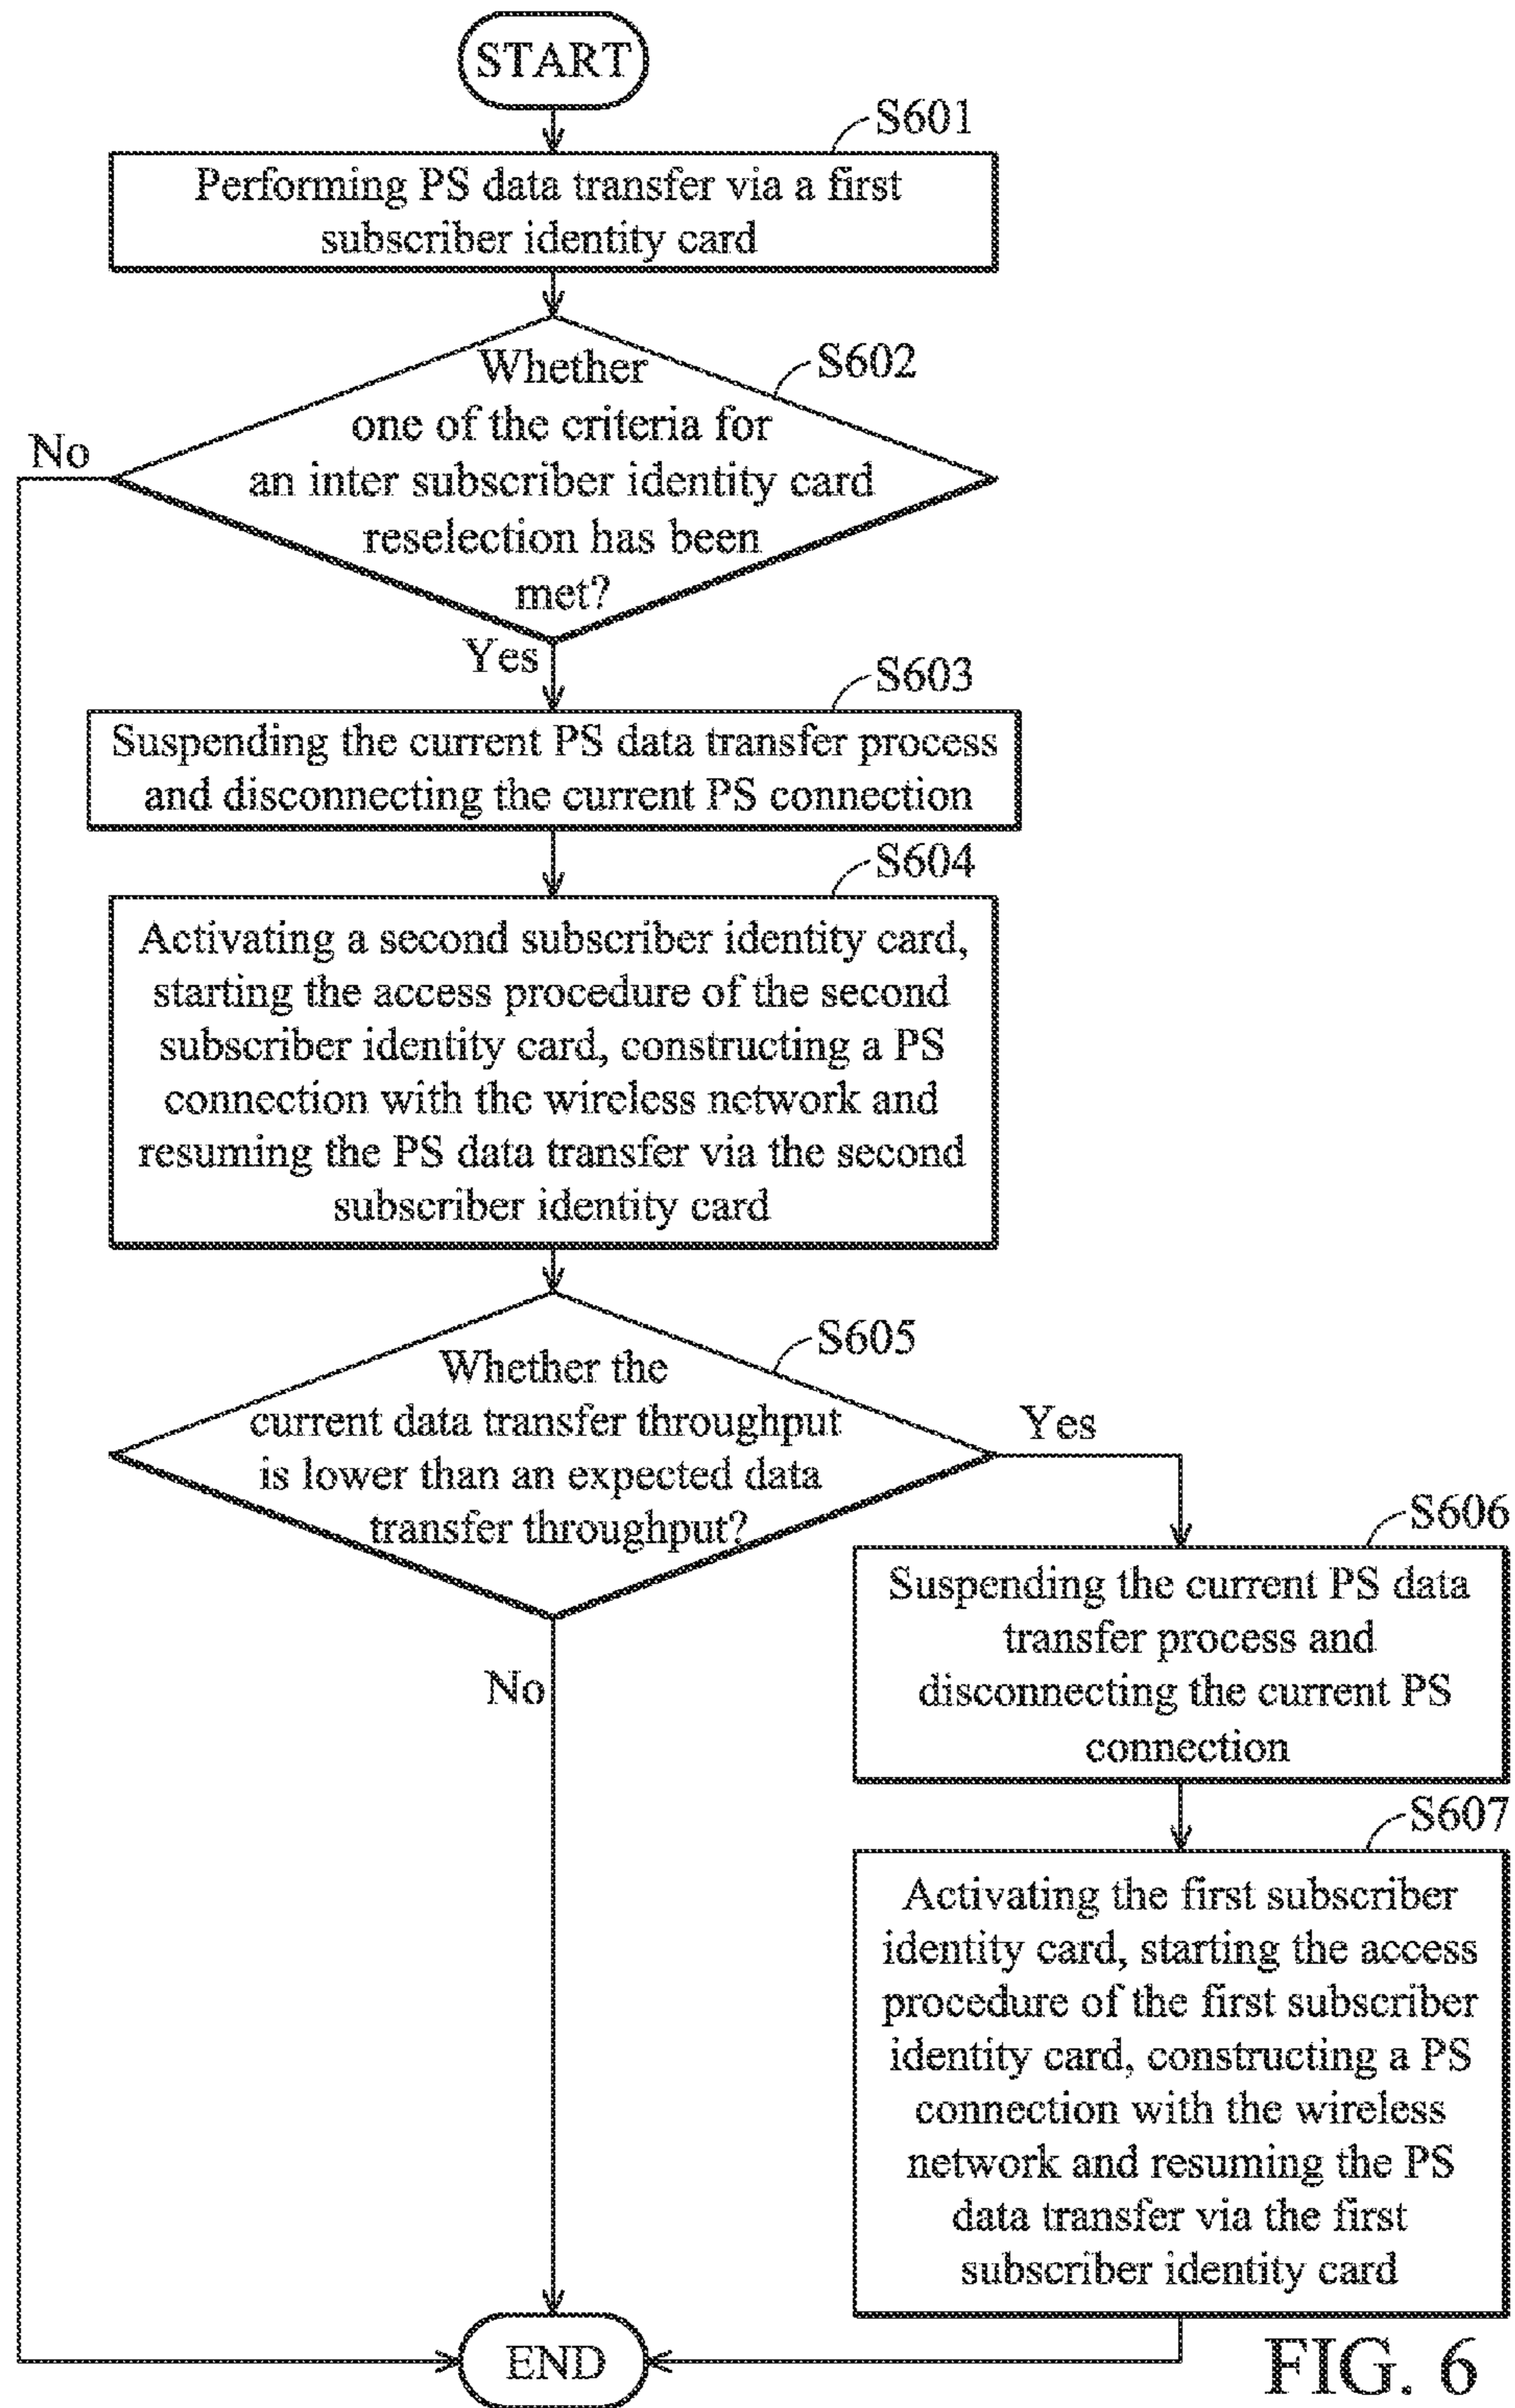 START
S601
Performing PS data transfer via a first
subscriber identity card
S602
Whether
one of the criteria for
an inter subscriber identity card
reselection has been
met?
No
Yes
S603
Suspending the current PS data transfer process
and disconnecting the current PS connection
S604
Activating a second subscriber identity card,
starting the access procedure of the second
subscriber identity card, constructing a PS
connection with the wireless network and
resuming the PS data transfer via the second
subscriber identity card
S605
Whether the
current data transfer throughput
is lower than an expected data
transfer throughput?
Yes
No
S606
Suspending the current PS data
transfer process and
disconnecting the current PS
connection
S607
Activating the first subscriber
identity card, starting the access
procedure of the first subscriber
identity card, constructing a PS
connection with the wireless
network and resuming the PS
data transfer via the first
subscriber identity card
END
FIG. 6